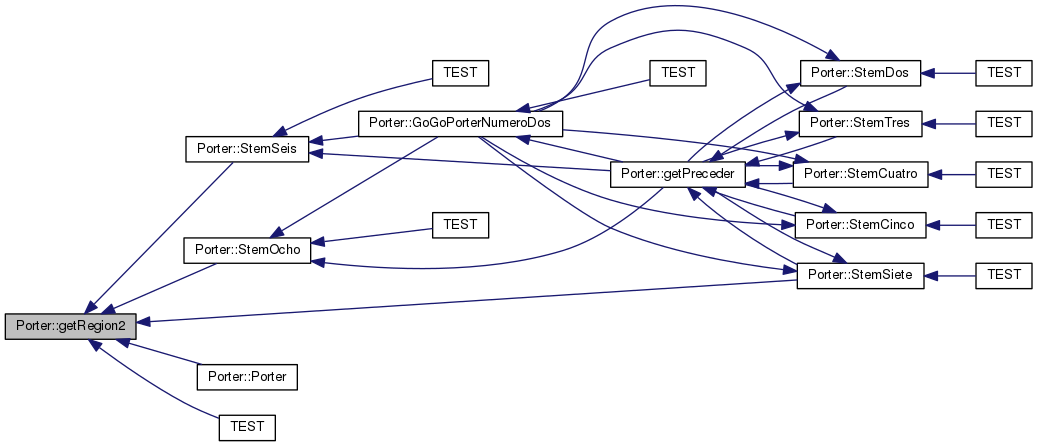 TEST
TEST
Porter::StemDos
TEST
Porter::GoGoPorterNumeroDos
Porter::StemTres
TEST
Porter::StemSeis
Porter::getPreceder
Porter::StemCuatro
TEST
TEST
Porter::StemCinco
TEST
Porter::StemOcho
Porter::StemSiete
TEST
Porter::getRegion2
Porter::Porter
TEST